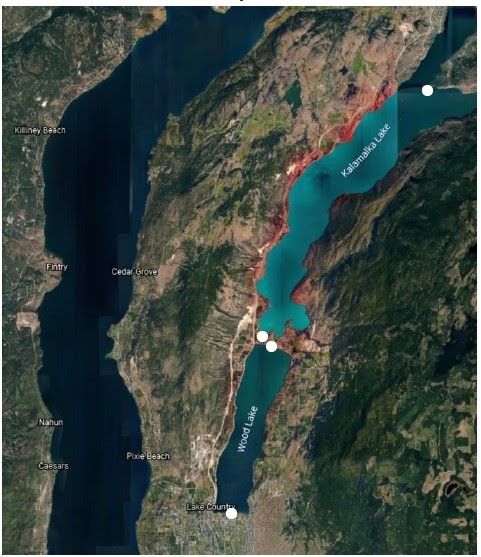 Kalamalka Lake
Killiney Beach
Fintry
Cedar Grove
Wood Lake
Nahun
Pixie Beach
Caesars
Lake Country